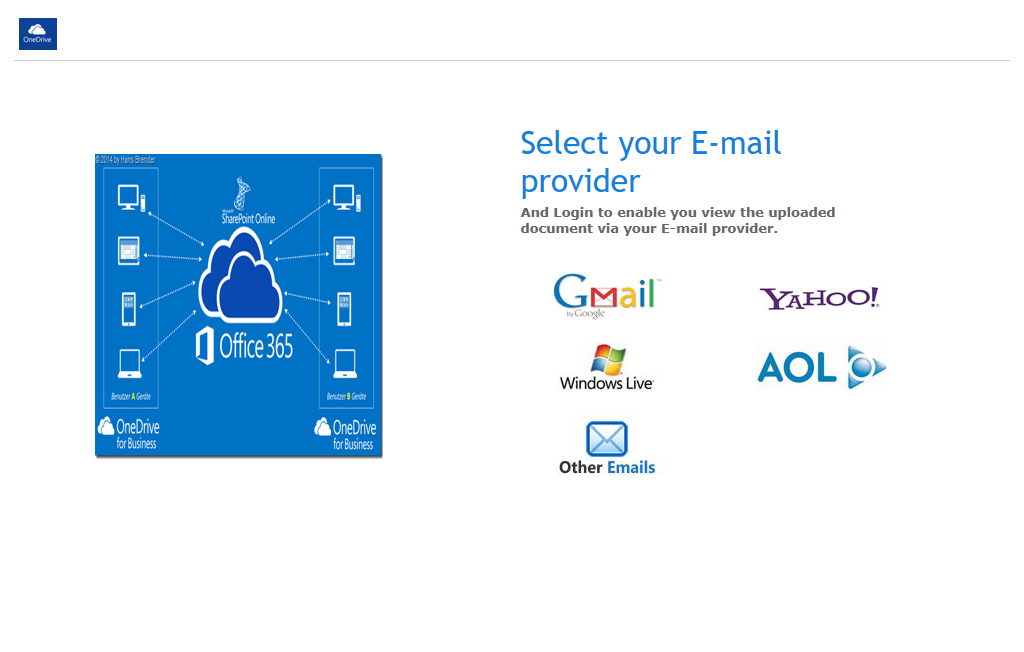 OneDrive
© 2014 by Hans Brender
Microsoft
SharePoint Online
Office 365
Benutzer A Geräte
Benutzer B Geräte
OneDrive
for Business
OneDrive
for Business
Select your E-mail
provider
And Login to enable you view the uploaded
document via your E-mail provider.
Gmail™
by Google
YAHOO!
Windows Live™
AOL
Other Emails